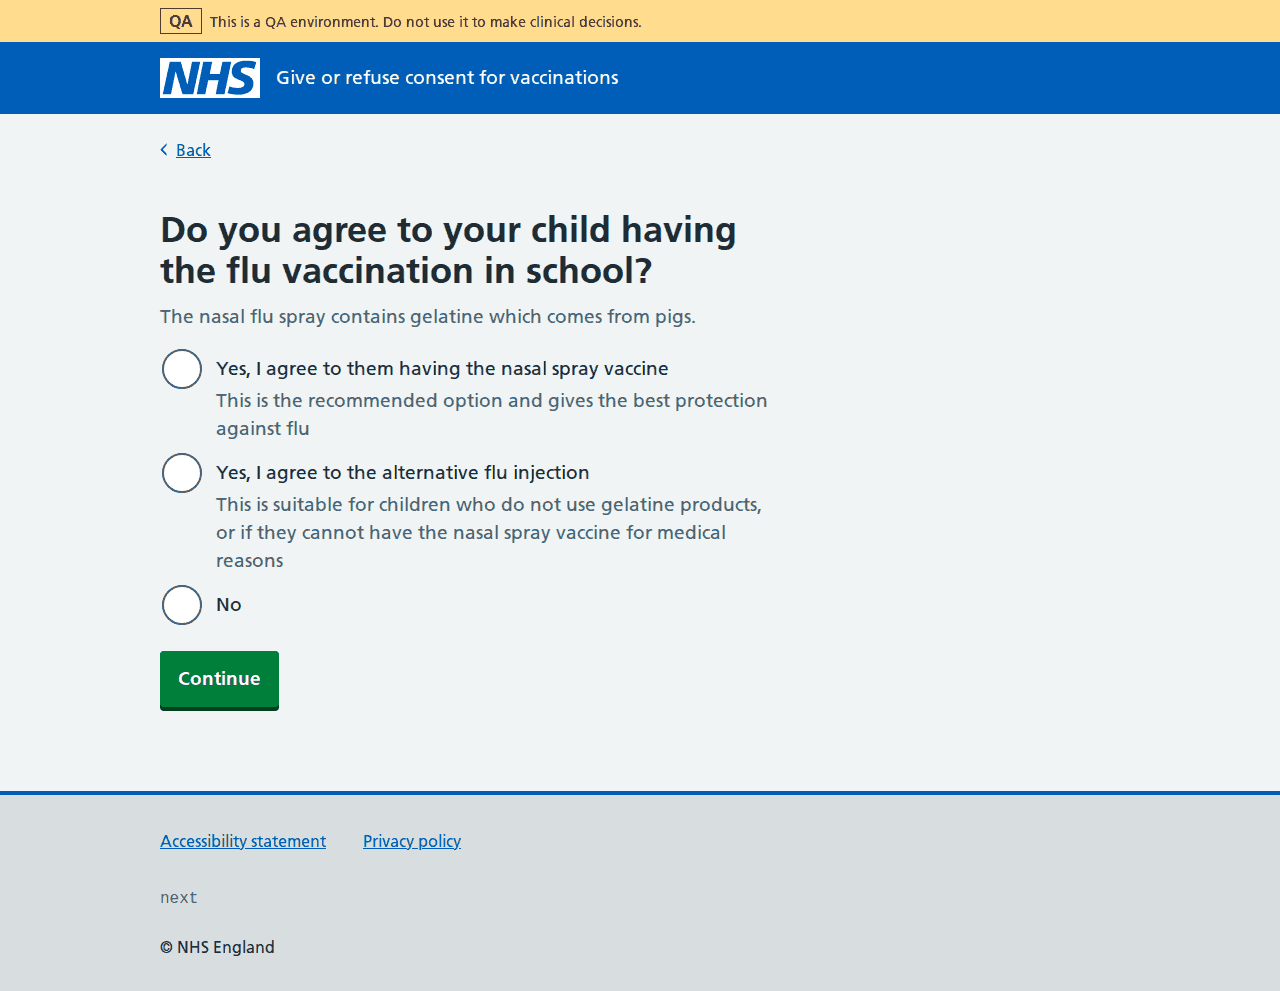 QA This is a QA environment. Do not use it to make clinical decisions.
NHS Give or refuse consent for vaccinations
Back
Do you agree to your child having
the flu vaccination in school?
The nasal flu spray contains gelatine which comes from pigs.
Yes, I agree to them having the nasal spray vaccine
This is the recommended option and gives the best protection
against flu
Yes, I agree to the alternative flu injection
This is suitable for children who do not use gelatine products,
or if they cannot have the nasal spray vaccine for medical
reasons
No
Continue
Accessibility statement Privacy policy
next
© NHS England